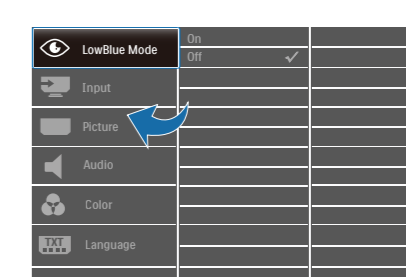 LowBlue Mode
On
Off
Input
Picture
Audio
Color
TXT
Language